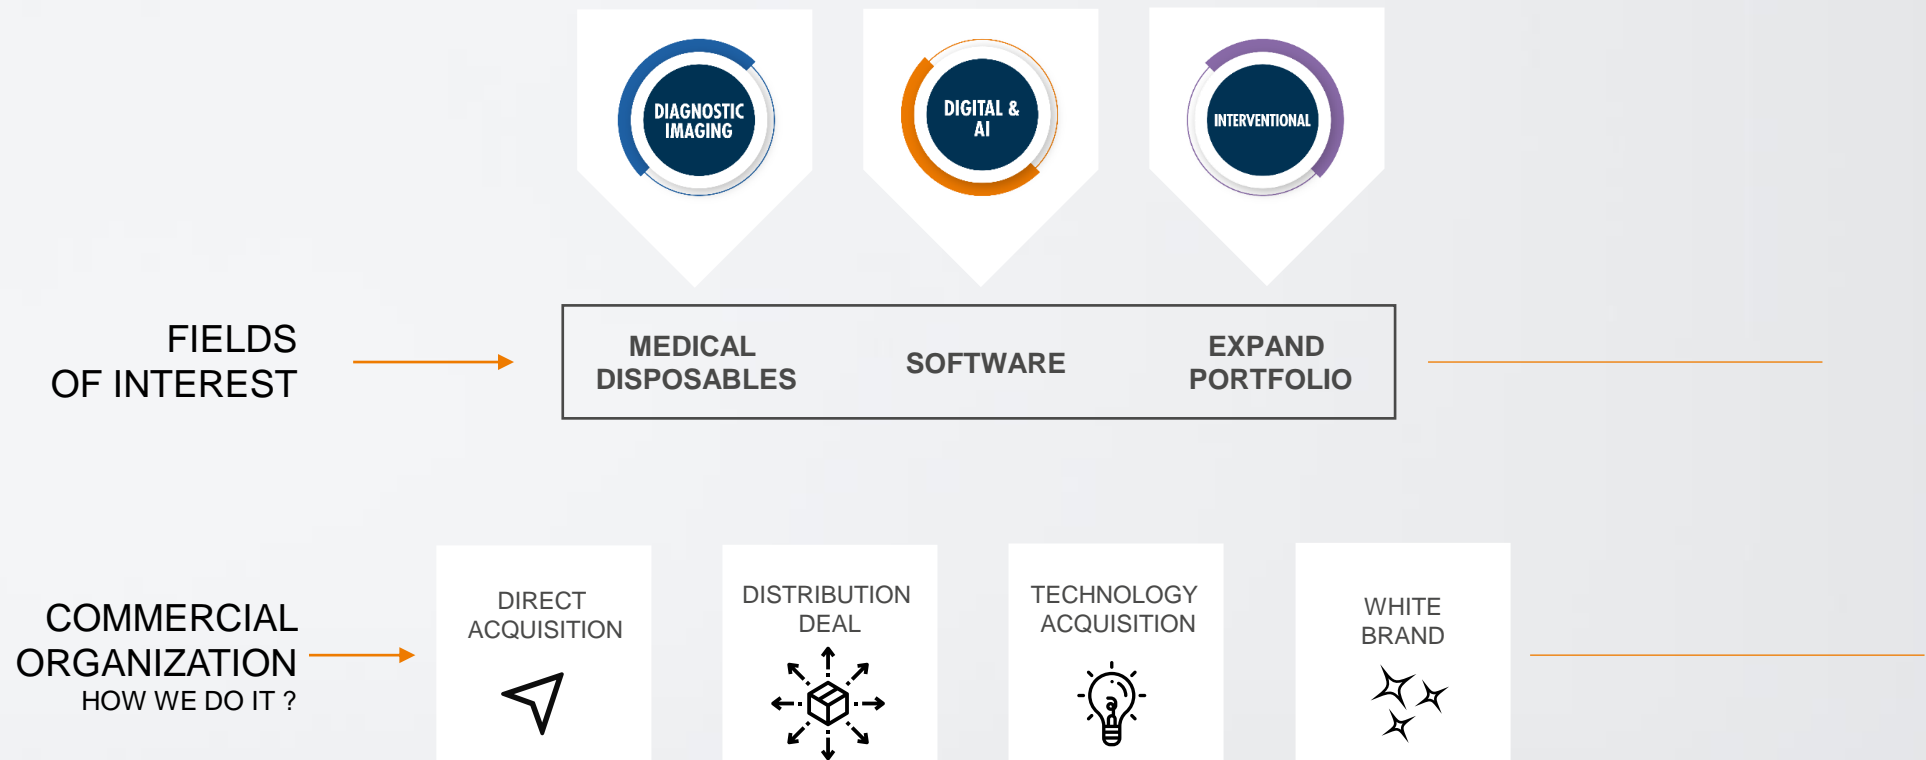 DIAGNOSTIC
IMAGING
DIGITAL &
AI
INTERVENTIONAL
FIELDS
OF INTEREST
MEDICAL
DISPOSABLES
SOFTWARE
EXPAND
PORTFOLIO
COMMERCIAL
ORGANIZATION
HOW WE DO IT ?
DIRECT
ACQUISITION
DISTRIBUTION
DEAL
TECHNOLOGY
ACQUISITION
WHITE
BRAND